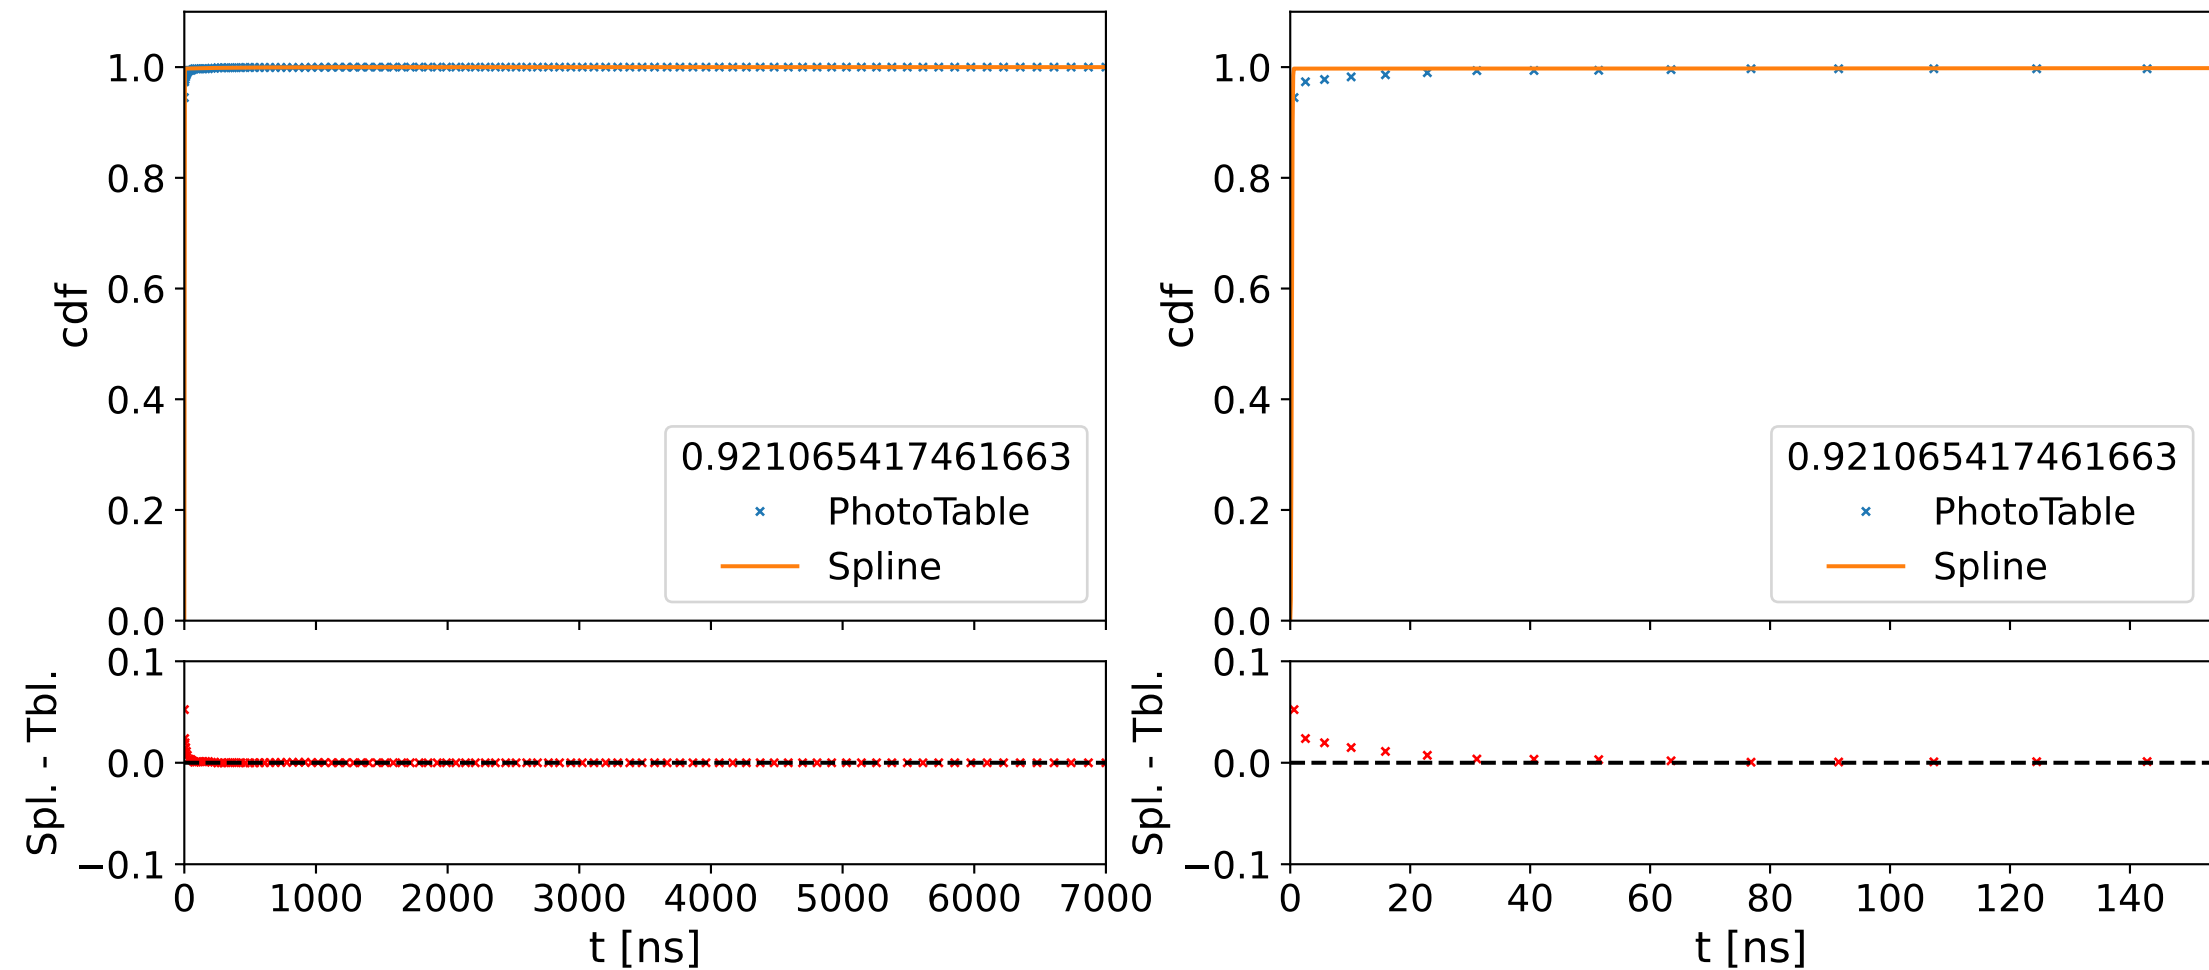 cdf
1.0
0.8
0.6
0.4
0.2
0.0
0.921065417461663
PhotoTable
Spline
Spl. - Tbl.
0.1
0.0
−0.1
0 1000 2000 3000 4000 5000 6000 7000
t [ns]
cdf
1.0
0.8
0.6
0.4
0.2
0.0
0.921065417461663
PhotoTable
Spline
Spl. - Tbl.
0.1
0.0
−0.1
0 20 40 60 80 100 120 140
t [ns]